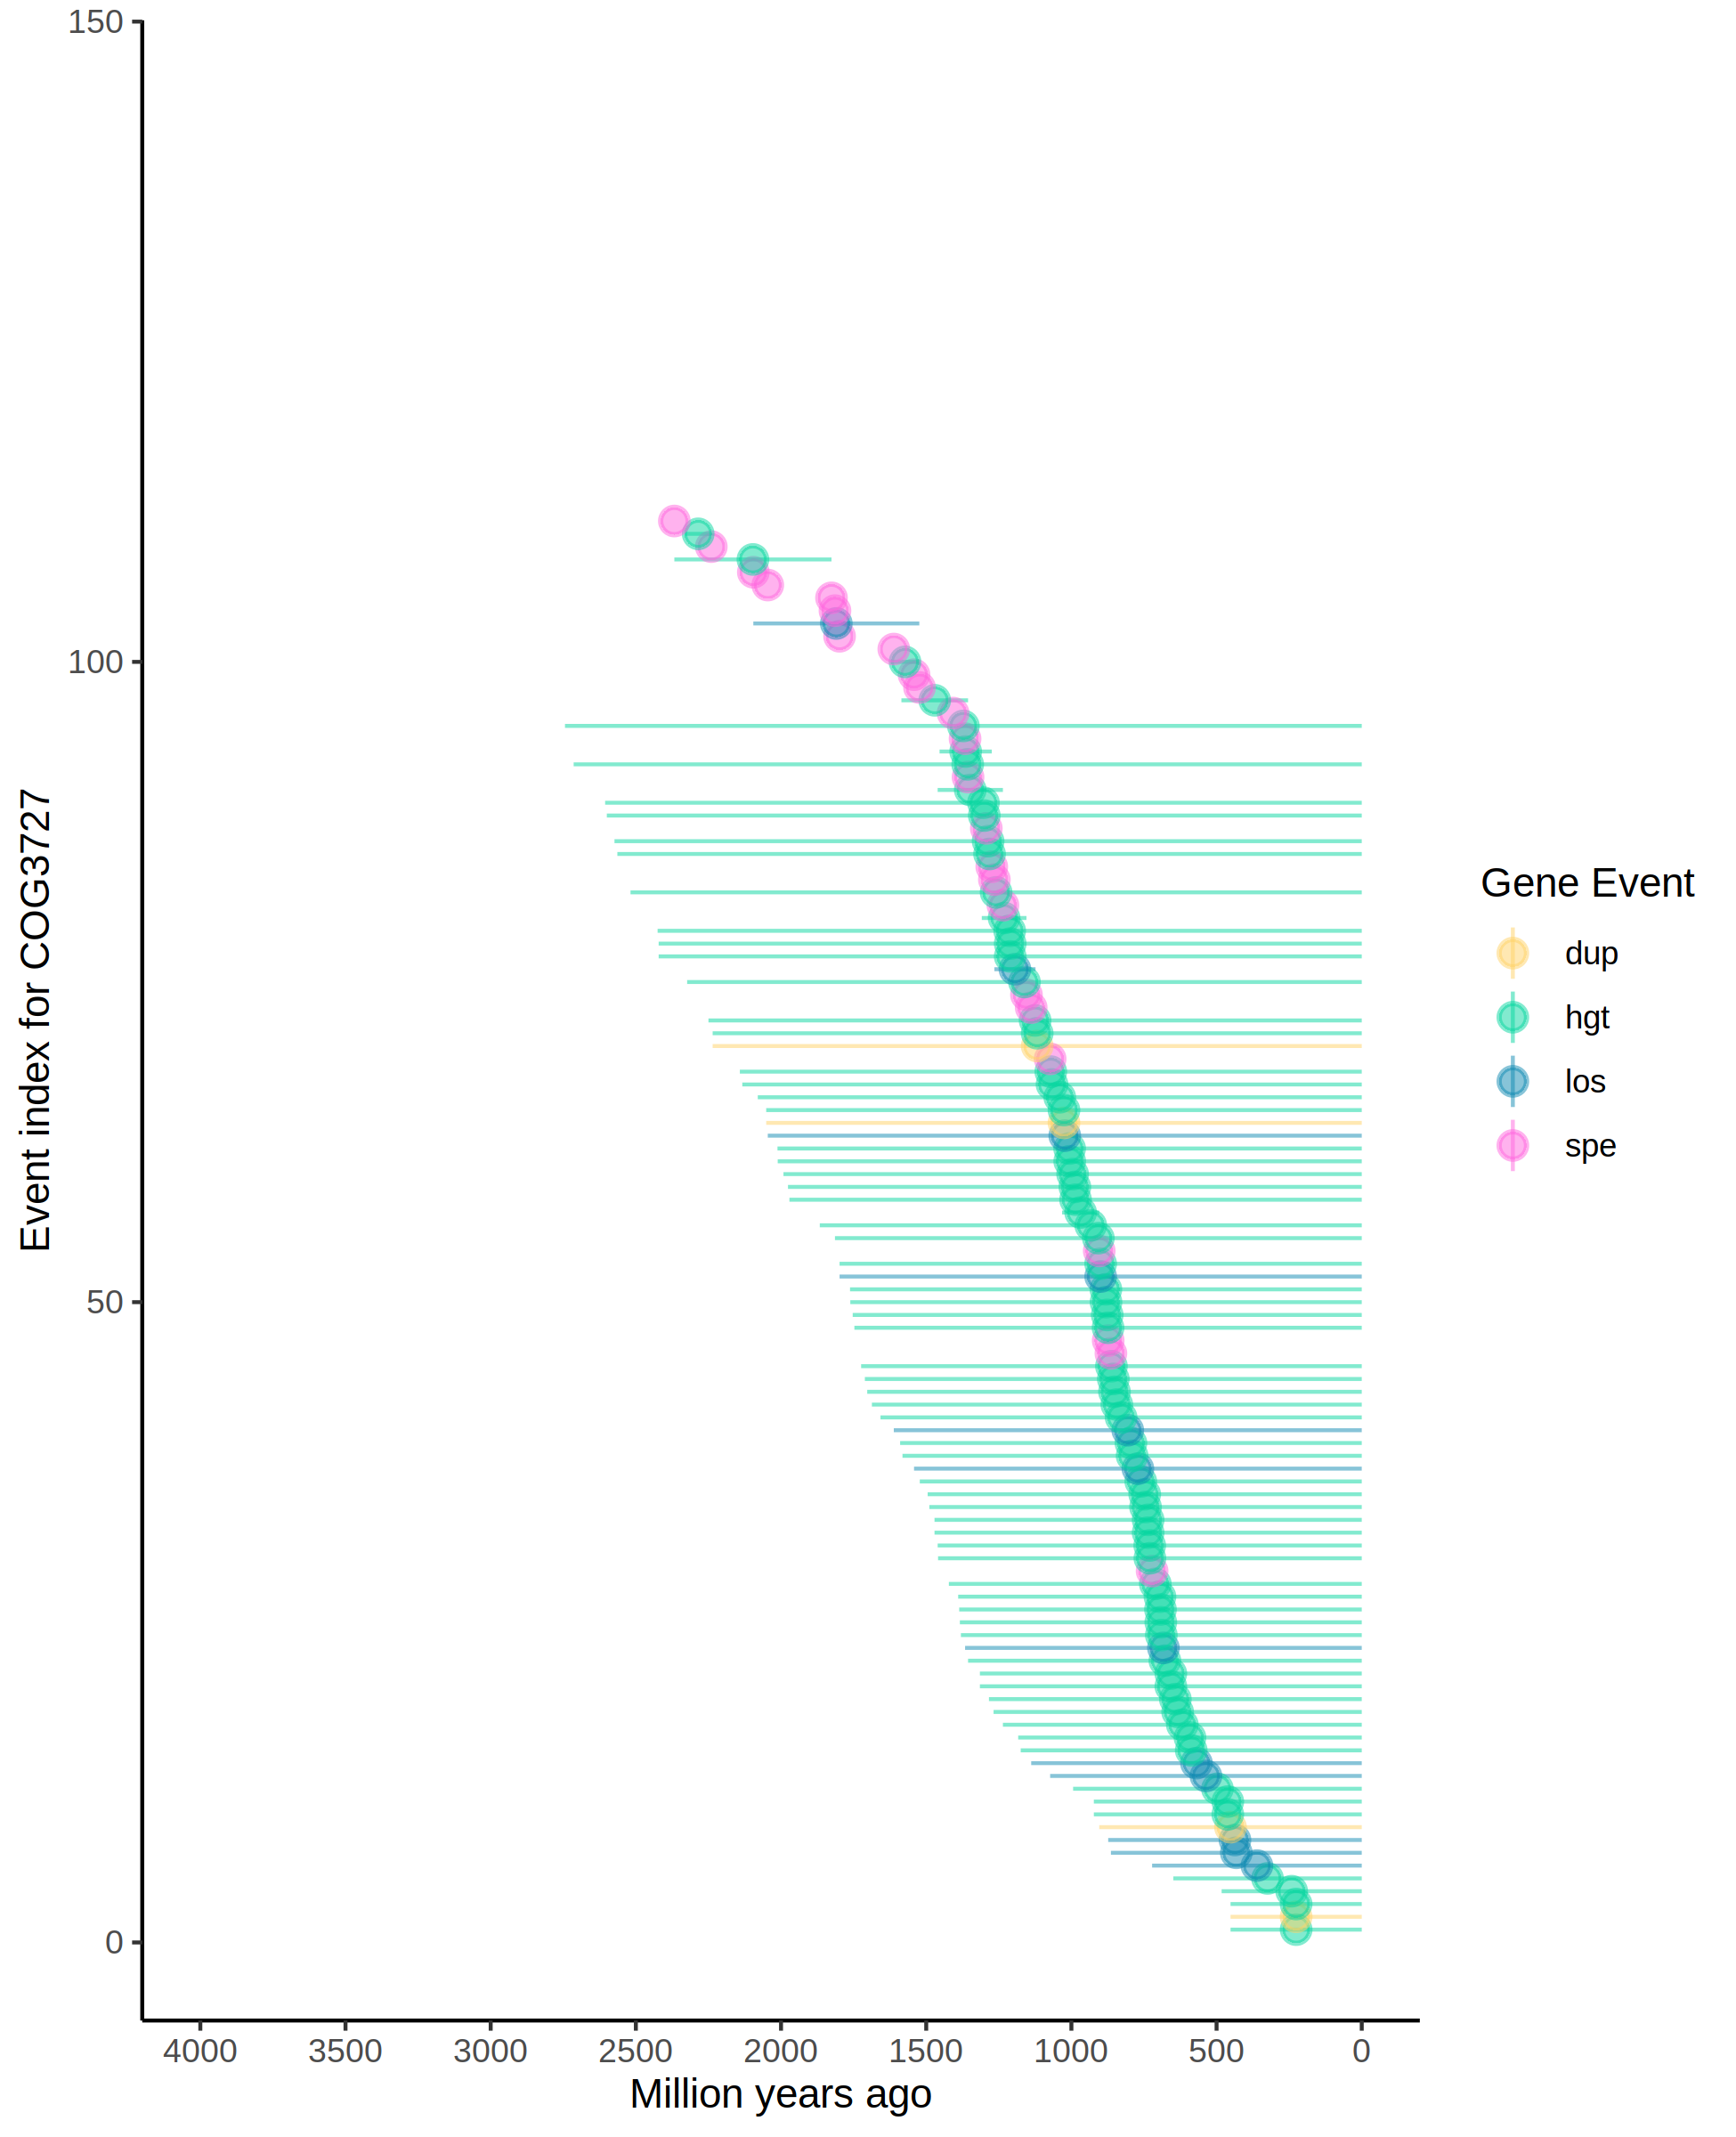 150
100
50
0
Event index for COG3727
4000 3500 3000 2500 2000 1500 1000 500 0
Million years ago
Gene Event
dup
hgt
los
spe